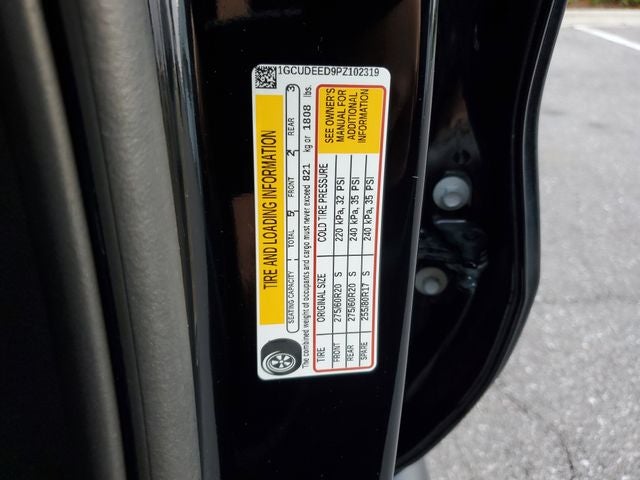 1GCUDEED9PZ102319
TIRE AND LOADING INFORMATION
SEATING CAPACITY TOTAL 5 FRONT 2 REAR 3
The combined weight of occupants and cargo must never exceed 821 kg or 1808 lbs.
TIRE ORIGINAL SIZE COLD TIRE PRESSURE
FRONT 275/60R20 S 220 kPa, 32 PSI
REAR 275/60R20 S 240 kPa, 35 PSI
SPARE 255/80R17 S 240 kPa, 35 PSI
SEE OWNER'S
MANUAL FOR
ADDITIONAL
INFORMATION